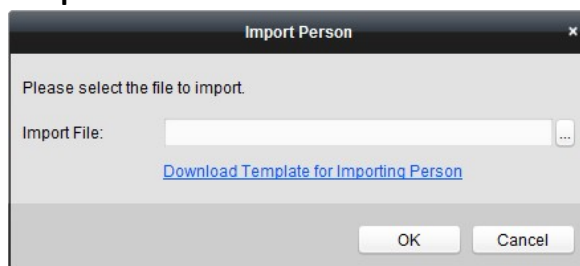 Import Person ×
Please select the file to import.
Import File: ...
Download Template for Importing Person
OK Cancel